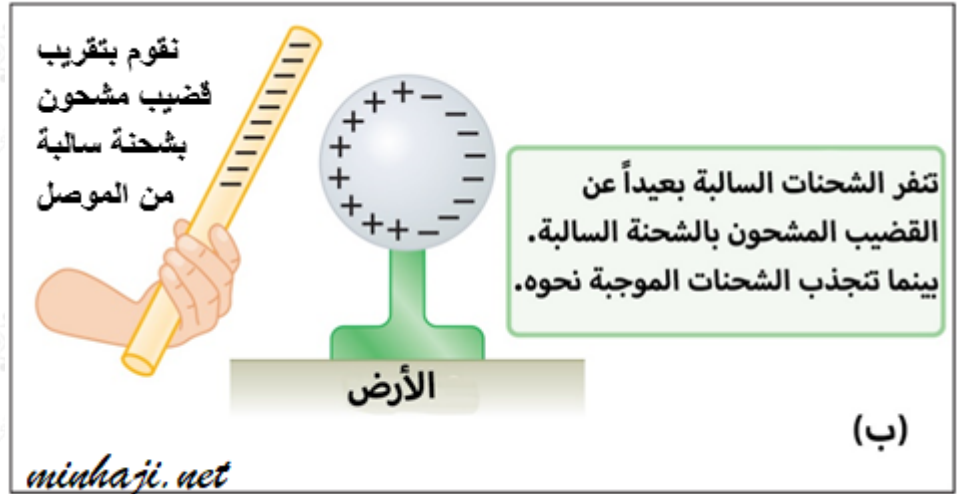 نقوم بتقريب
قضيب مشحون
بشحنة سالبة
من الموصل
تنفر الشحنات السالبة بعيداً عن
القضيب المشحون بالشحنة السالبة.
بينما تنجذب الشحنات الموجبة نحوه.
الأرض
(ب)
minhaji.net